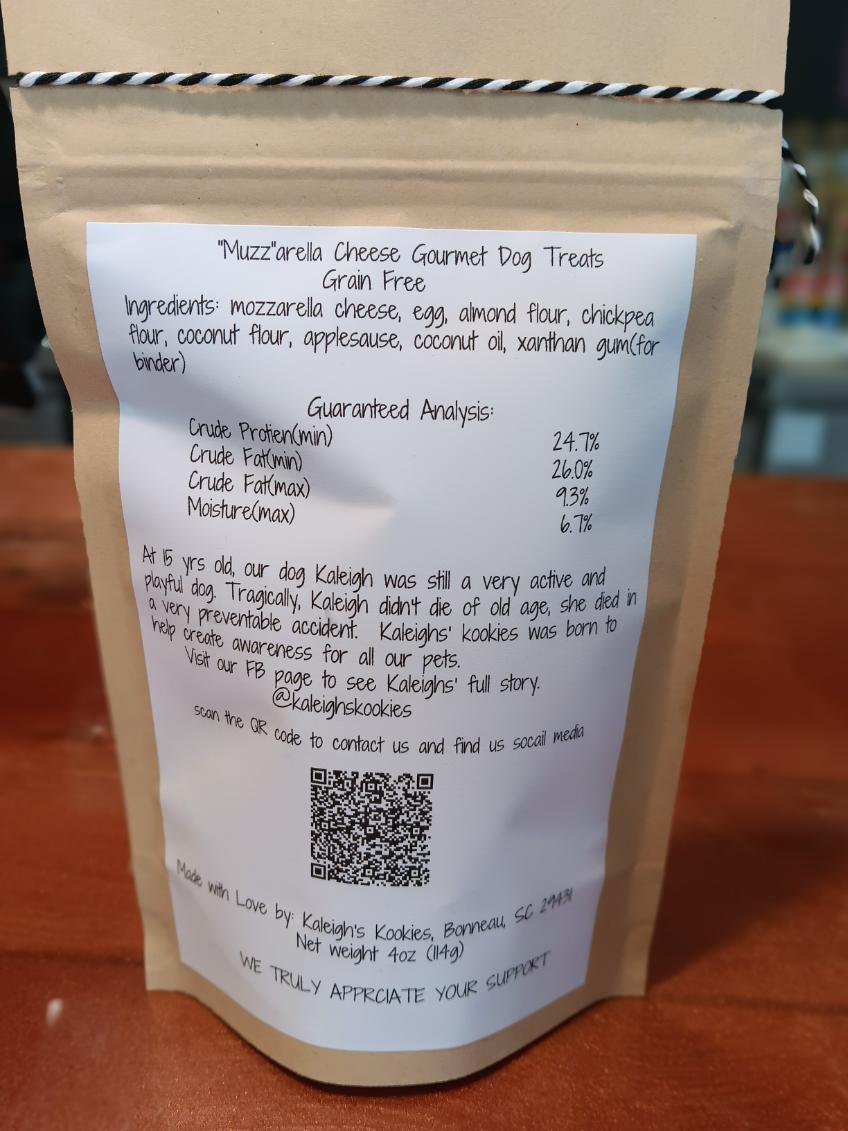 "Muzz"arella Cheese Gourmet Dog Treats
Grain Free
Ingredients: mozzarella cheese, egg, almond flour, chickpea
flour, coconut flour, applesause, coconut oil, xanthan gum(for
binder)
Guaranteed Analysis:
Crude Protien(min) 24.7%
Crude Fat(min) 26.0%
Crude Fat(max) 9.3%
Moisture(max) 6.7%
At 15 yrs old, our dog Kaleigh was still a very active and
playful dog. Tragically, Kaleigh didn't die of old age, she died in
a very preventable accident. Kaleighs' kookies was born to
help create awareness for all our pets.
Visit our FB page to see Kaleighs' full story.
@kaleighskookies
scan the QR code to contact us and find us socail media
Made with Love by: Kaleigh's Kookies, Bonneau, SC 29431
Net weight 4oz (114g)
WE TRULY APPRCIATE YOUR SUPPORT